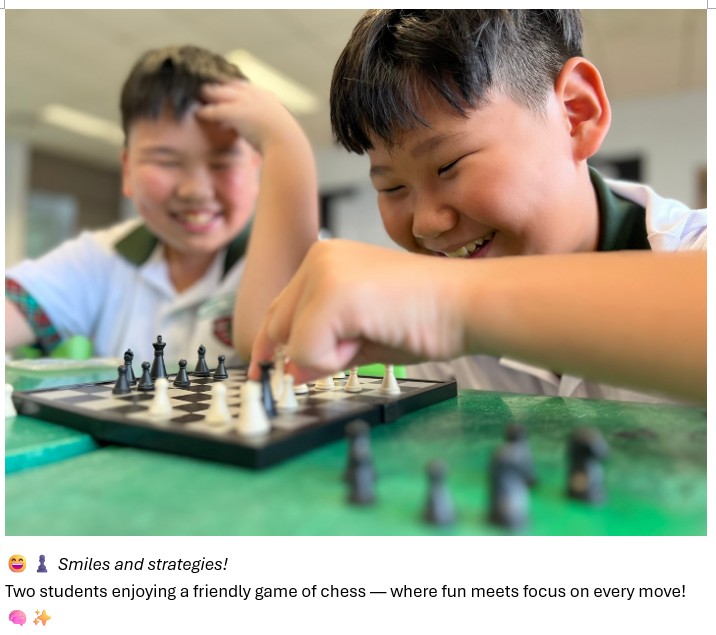 😄♟️ Smiles and strategies!
Two students enjoying a friendly game of chess — where fun meets focus on every move!
🧠✨